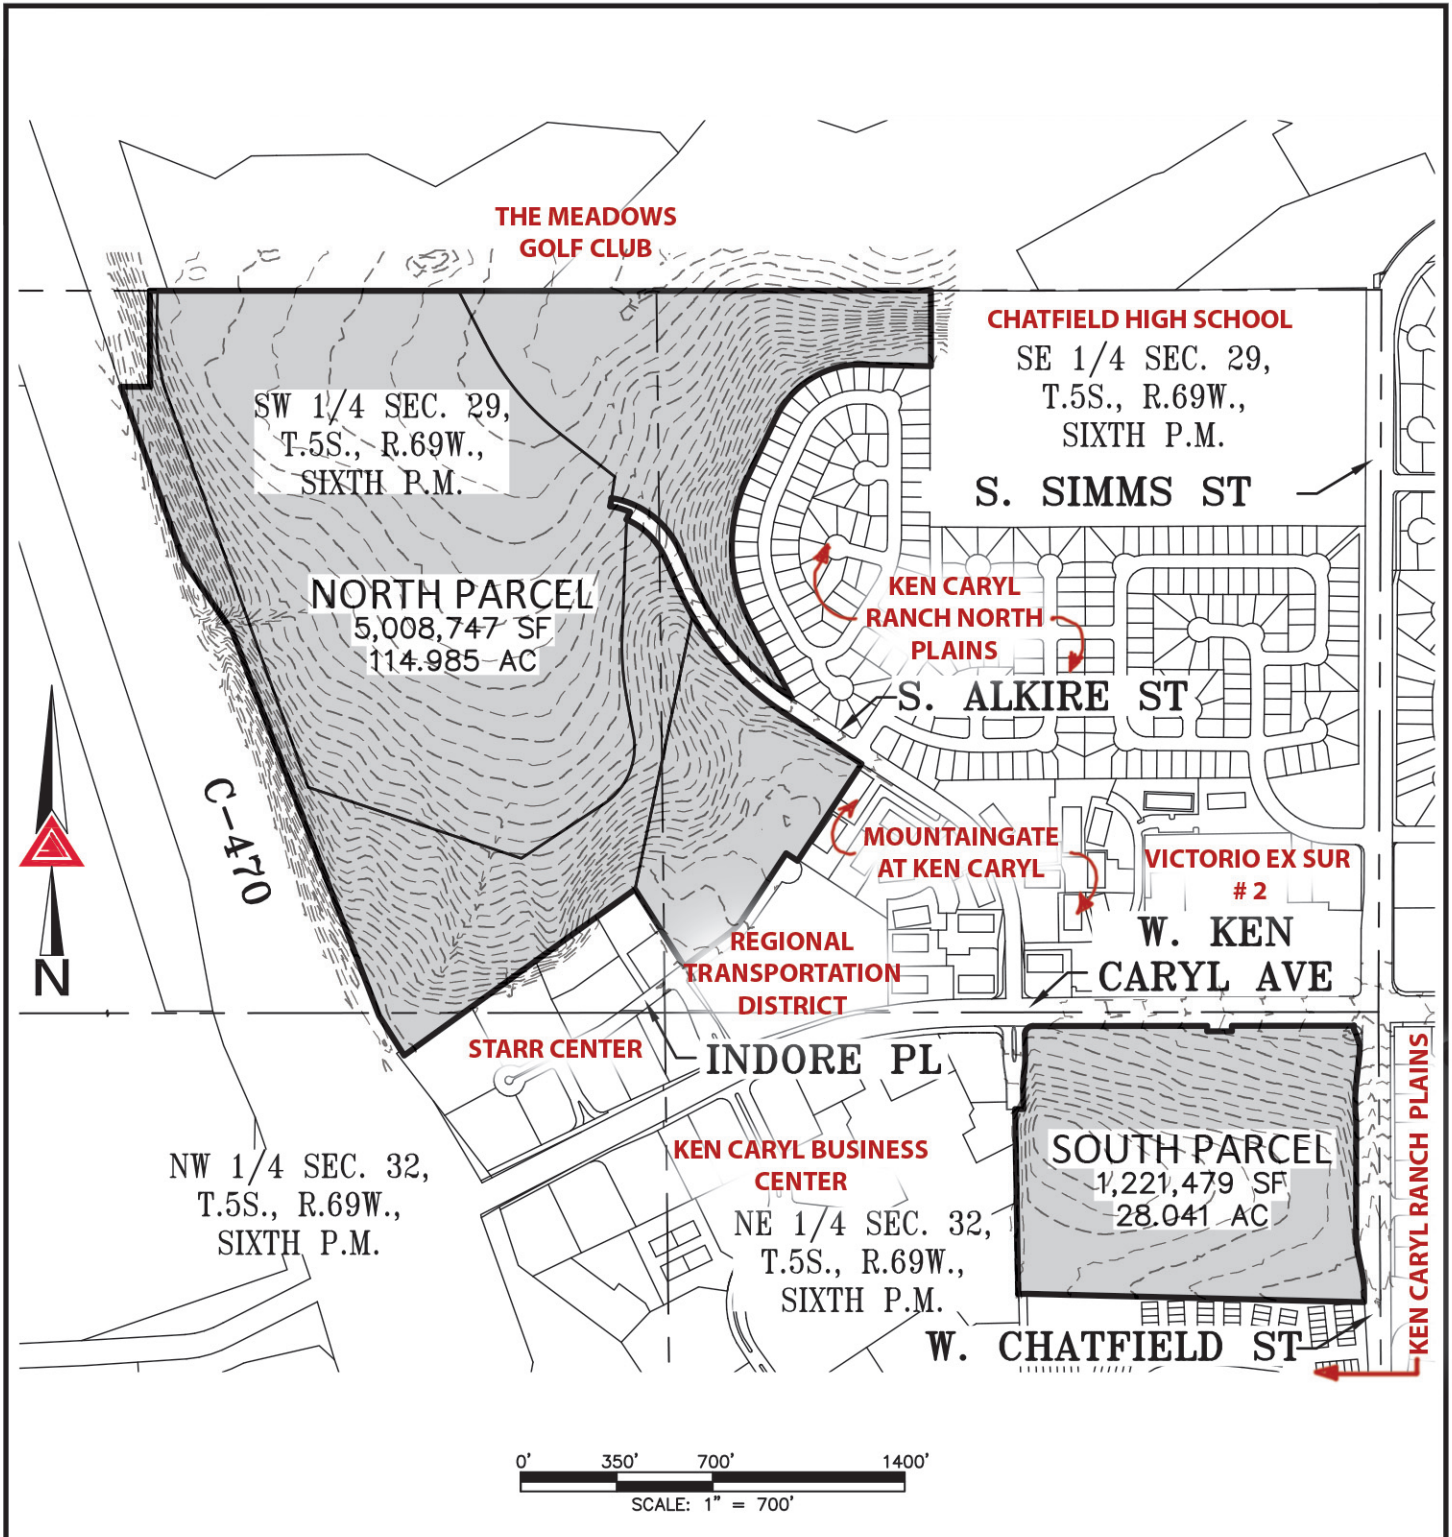 THE MEADOWS
GOLF CLUB
CHATFIELD HIGH SCHOOL
SE 1/4 SEC. 29,
T.5S., R.69W.,
SIXTH P.M.
SW 1/4 SEC. 29,
T.5S., R.69W.,
SIXTH P.M.
S. SIMMS ST
NORTH PARCEL
5,008,747 SF
114.985 AC
KEN CARYL
RANCH NORTH
PLAINS
S. ALKIRE ST
C-470
MOUNTAINGATE
AT KEN CARYL
VICTORIO EX SUR
# 2
W. KEN
CARYL AVE
N
REGIONAL
TRANSPORTATION
DISTRICT
STARR CENTER
INDORE PL
KEN CARYL RANCH PLAINS
SOUTH PARCEL
1,221,479 SF
28.041 AC
KEN CARYL BUSINESS
CENTER
NW 1/4 SEC. 32,
T.5S., R.69W.,
SIXTH P.M.
NE 1/4 SEC. 32,
T.5S., R.69W.,
SIXTH P.M.
W. CHATFIELD ST
0' 350' 700' 1400'
SCALE: 1" = 700'